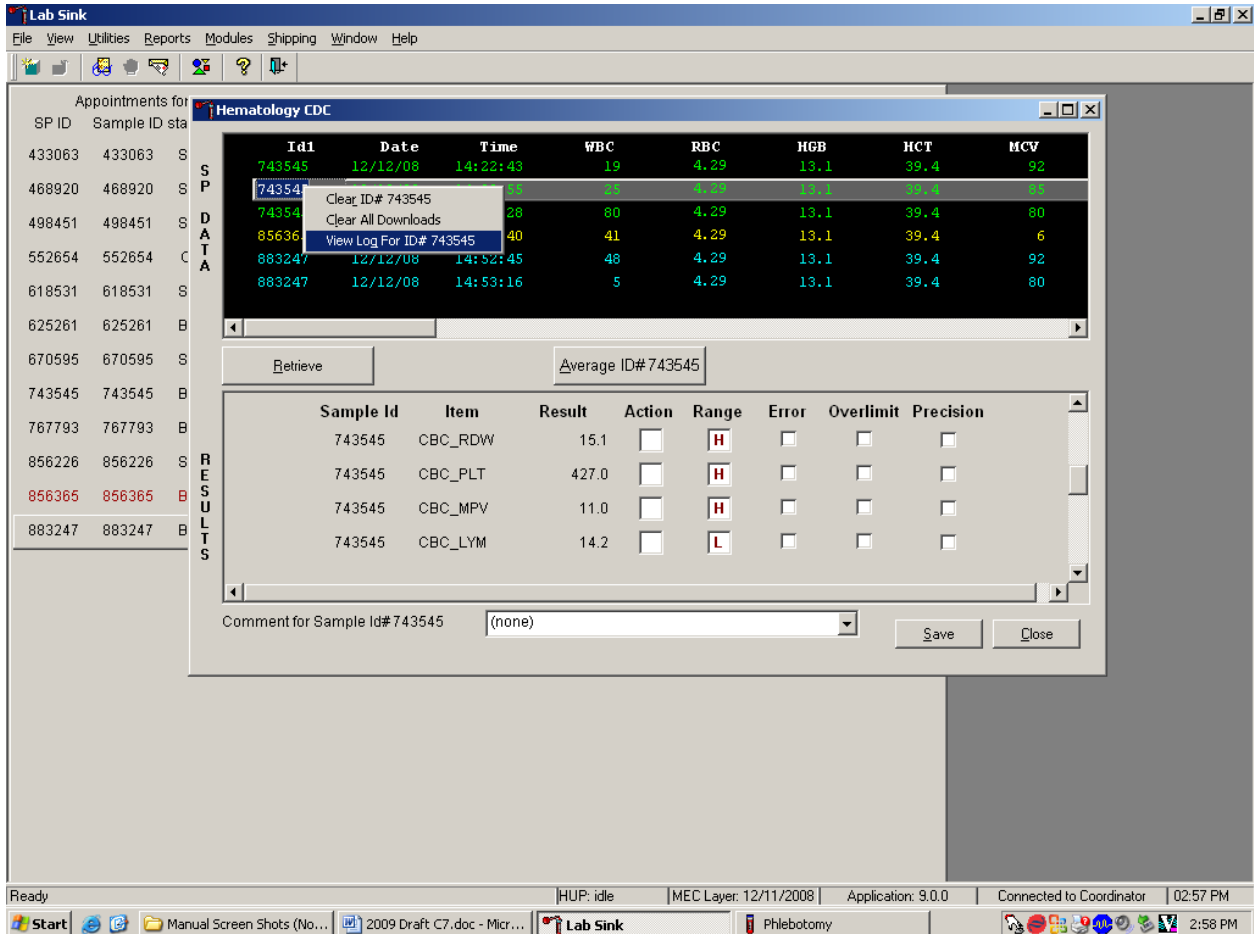 Lab Sink
File View Utilities Reports Modules Shipping Window Help
Appointments for
SP ID Sample ID sta
433063 433063 S
468920 468920 S
498451 498451 S
552654 552654 C
618531 618531 S
625261 625261 B
670595 670595 S
743545 743545 B
767793 767793 B
856226 856226 S
856365 856365 B
883247 883247 B
Hematology CDC
SP DATA
Id1 Date Time WBC RBC HGB HCT MCV
743545 12/12/08 14:22:43 19 4.29 13.1 39.4 92
74354 55 25 4.29 13.1 39.4 85
74354 28 80 4.29 13.1 39.4 80
85636 40 41 4.29 13.1 39.4 6
883247 12/12/08 14:52:45 48 4.29 13.1 39.4 92
883247 12/12/08 14:53:16 5 4.29 13.1 39.4 80
Clear ID# 743545
Clear All Downloads
View Log For ID# 743545
Retrieve Average ID# 743545
RESULTS
Sample Id Item Result Action Range Error Overlimit Precision
743545 CBC_RDW 15.1 H
743545 CBC_PLT 427.0 H
743545 CBC_MPV 11.0 H
743545 CBC_LYM 14.2 L
Comment for Sample Id# 743545 (none)
Save Close
Ready HUP: idle MEC Layer: 12/11/2008 Application: 9.0.0 Connected to Coordinator 02:57 PM
Start Manual Screen Shots (No... 2009 Draft C7.doc - Micr... Lab Sink Phlebotomy 2:58 PM